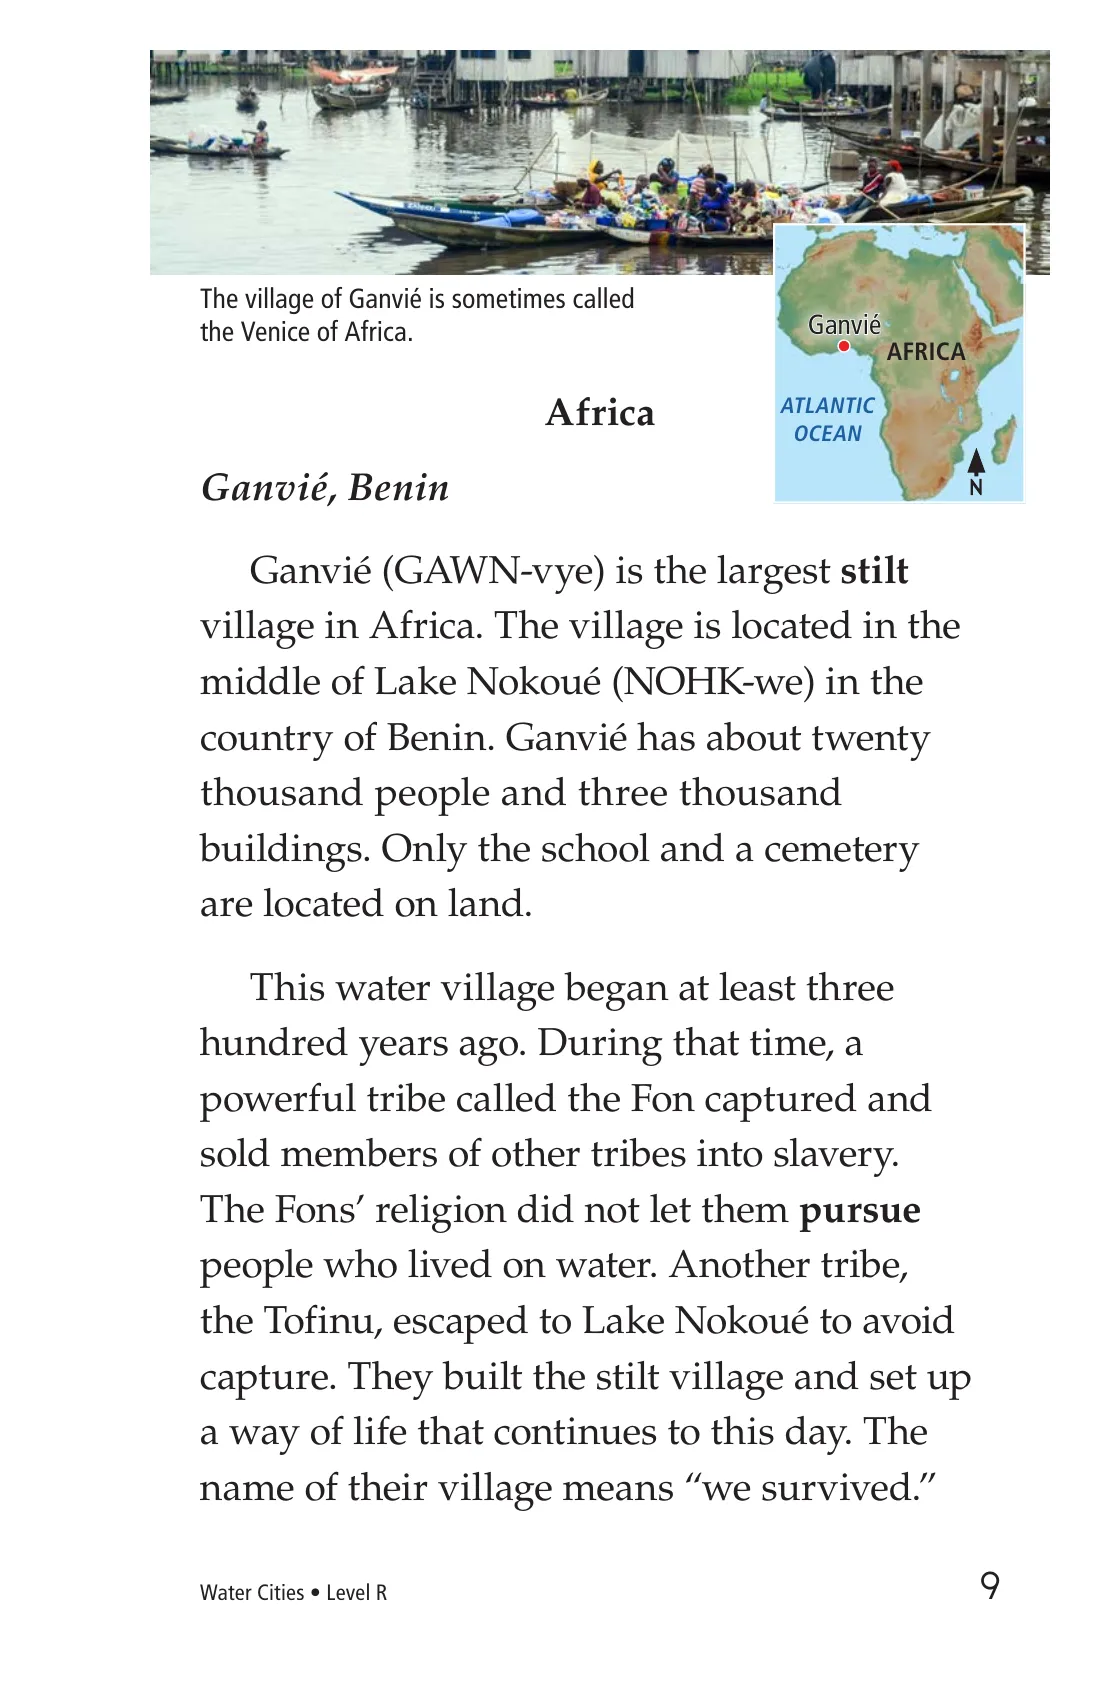 The village of Ganvié is sometimes called
the Venice of Africa.
Ganvié
AFRICA
ATLANTIC
OCEAN
N
Africa
Ganvié, Benin
Ganvié (GAWN-vye) is the largest stilt
village in Africa. The village is located in the
middle of Lake Nokoué (NOHK-we) in the
country of Benin. Ganvié has about twenty
thousand people and three thousand
buildings. Only the school and a cemetery
are located on land.
This water village began at least three
hundred years ago. During that time, a
powerful tribe called the Fon captured and
sold members of other tribes into slavery.
The Fons’ religion did not let them pursue
people who lived on water. Another tribe,
the Tofinu, escaped to Lake Nokoué to avoid
capture. They built the stilt village and set up
a way of life that continues to this day. The
name of their village means “we survived.”
Water Cities • Level R
9